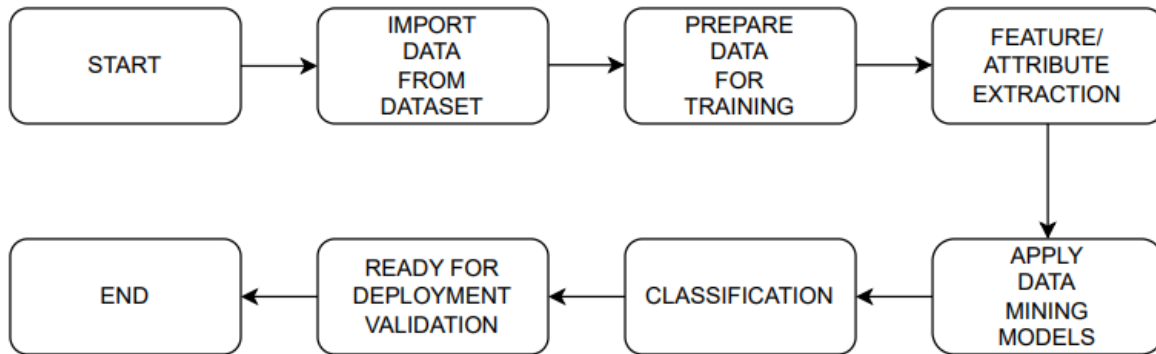 START
IMPORT
DATA
FROM
DATASET
PREPARE
DATA
FOR
TRAINING
FEATURE/
ATTRIBUTE
EXTRACTION
END
READY FOR
DEPLOYMENT
VALIDATION
CLASSIFICATION
APPLY
DATA
MINING
MODELS